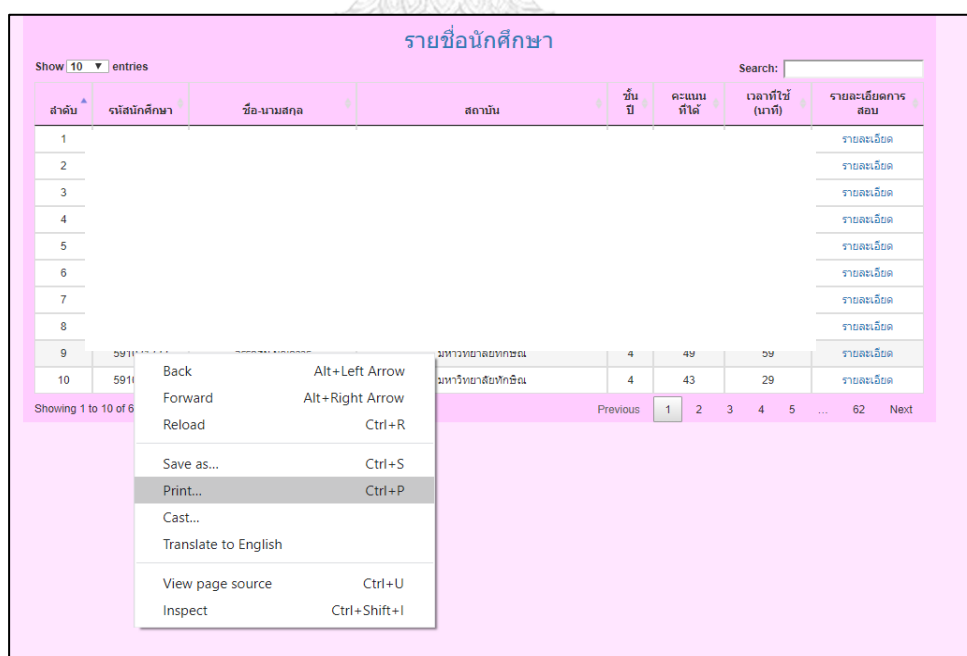 รายชื่อนักศึกษา
Show 10 entries
Search:
ลำดับ รหัสนักศึกษา ชื่อ-นามสกุล สถาบัน ชั้นปี คะแนนที่ได้ เวลาที่ใช้ (นาที) รายละเอียดการสอบ
1 รายละเอียด
2 รายละเอียด
3 รายละเอียด
4 รายละเอียด
5 รายละเอียด
6 รายละเอียด
7 รายละเอียด
8 รายละเอียด
9 มหาวิทยาลัยทักษิณ 4 49 59 รายละเอียด
10 591 มหาวิทยาลัยทักษิณ 4 43 29 รายละเอียด
Showing 1 to 10 of 6
Previous 1 2 3 4 5 ... 62 Next
Back Alt+Left Arrow
Forward Alt+Right Arrow
Reload Ctrl+R
Save as... Ctrl+S
Print... Ctrl+P
Cast...
Translate to English
View page source Ctrl+U
Inspect Ctrl+Shift+I